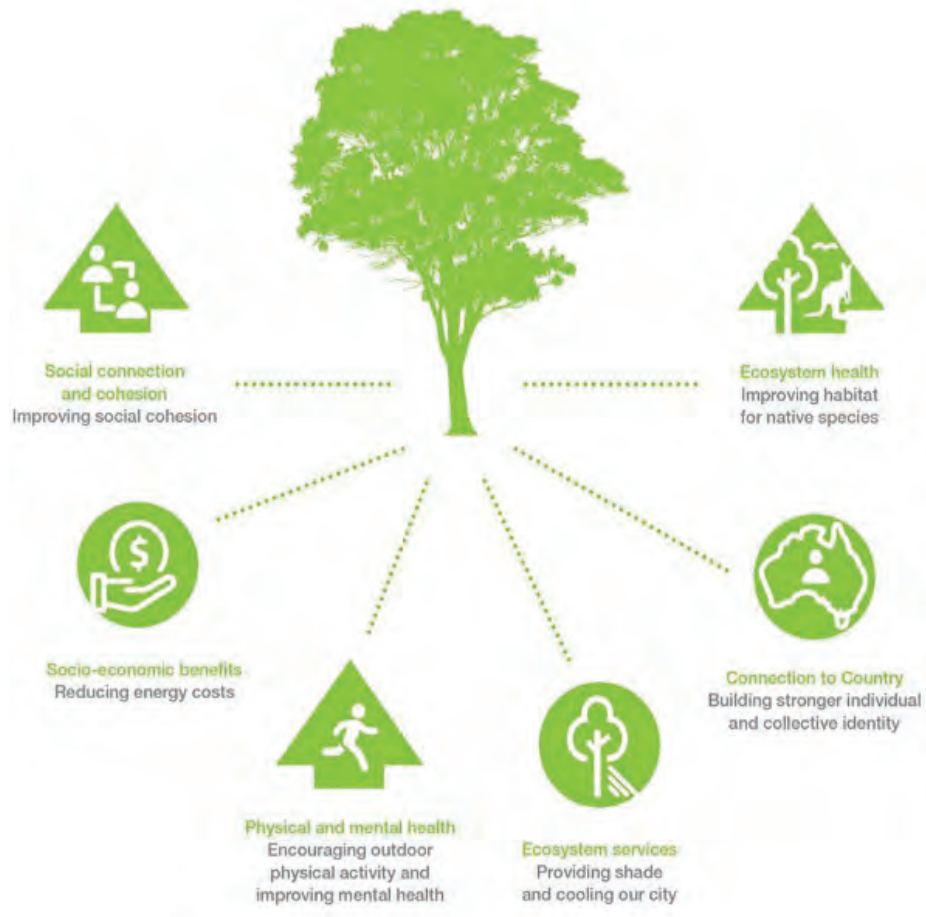 Social connection
and cohesion
Improving social cohesion
Ecosystem health
Improving habitat
for native species
$
Socio-economic benefits
Reducing energy costs
Connection to Country
Building stronger individual
and collective identity
Physical and mental health
Encouraging outdoor
physical activity and
improving mental health
Ecosystem services
Providing shade
and cooling our city